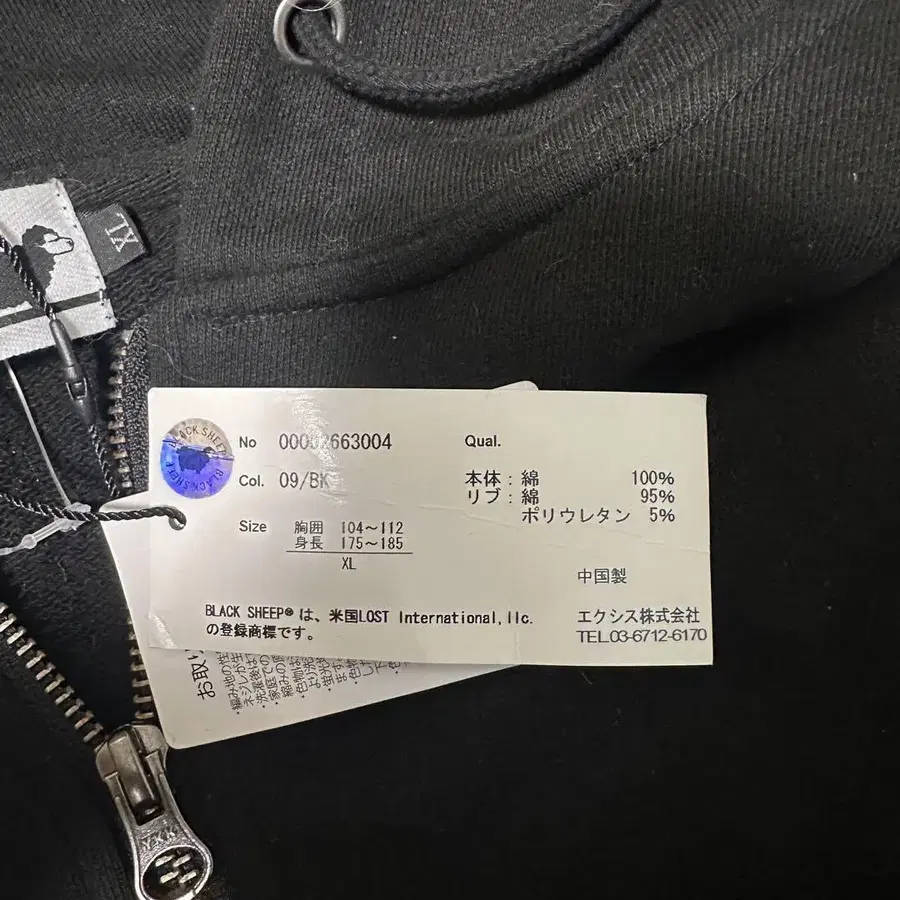 XL
BLACK SHEEP
BLACK SHEEP
No 00002663004
Col. 09/BK
Size 胸囲 104~112
身長 175~185
XL
Qual.
本体:綿 100%
リブ:綿 95%
ポリウレタン 5%
中国製
BLACK SHEEP® は、米国LOST International,llc.
の登録商標です。
エクシス株式会社
TEL.03-6712-6170
お取り
YKK